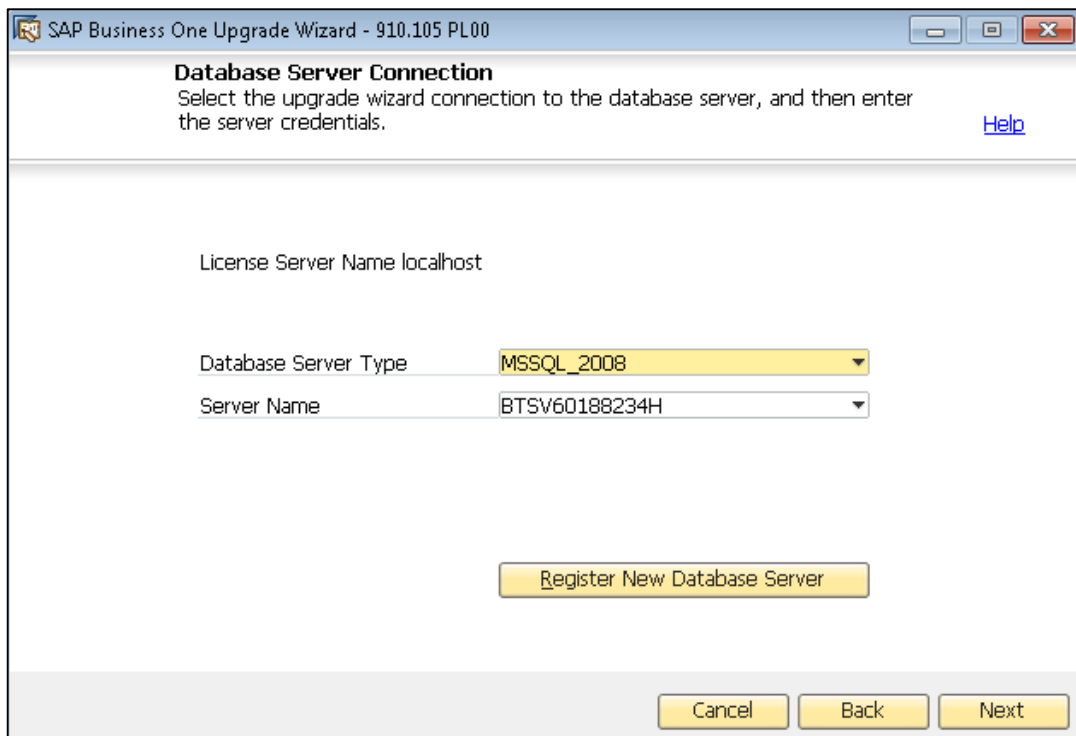 SAP Business One Upgrade Wizard - 910.105 PL00
Database Server Connection
Select the upgrade wizard connection to the database server, and then enter
the server credentials.
Help
License Server Name localhost
Database Server Type MSSQL_2008
Server Name BTSV60188234H
Register New Database Server
Cancel Back Next